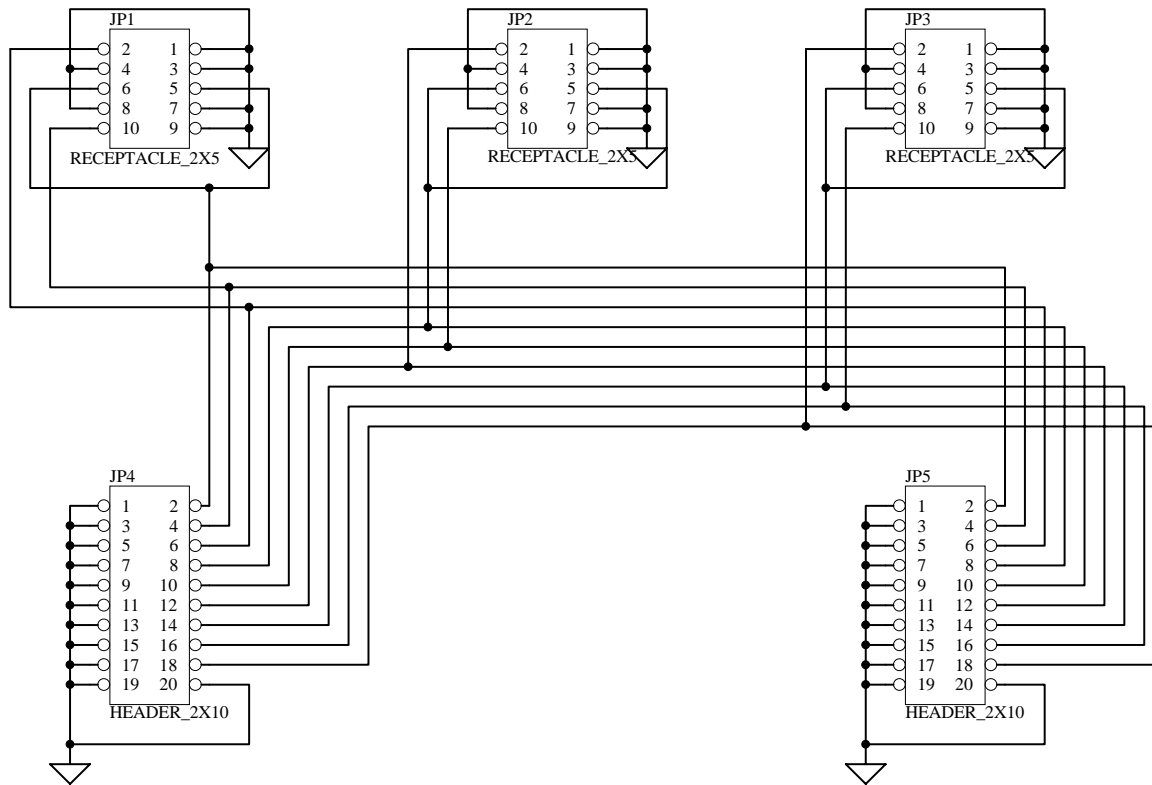 JP1 JP2 JP3
2 1 2 1 2 1
4 3 4 3 4 3
6 5 6 5 6 5
8 7 8 7 8 7
10 9 10 9 10 9
RECEPTACLE_2X5 RECEPTACLE_2X5 RECEPTACLE_2X5
JP4 JP5
1 2 1 2
3 4 3 4
5 6 5 6
7 8 7 8
9 10 9 10
11 12 11 12
13 14 13 14
15 16 15 16
17 18 17 18
19 20 19 20
HEADER_2X10 HEADER_2X10